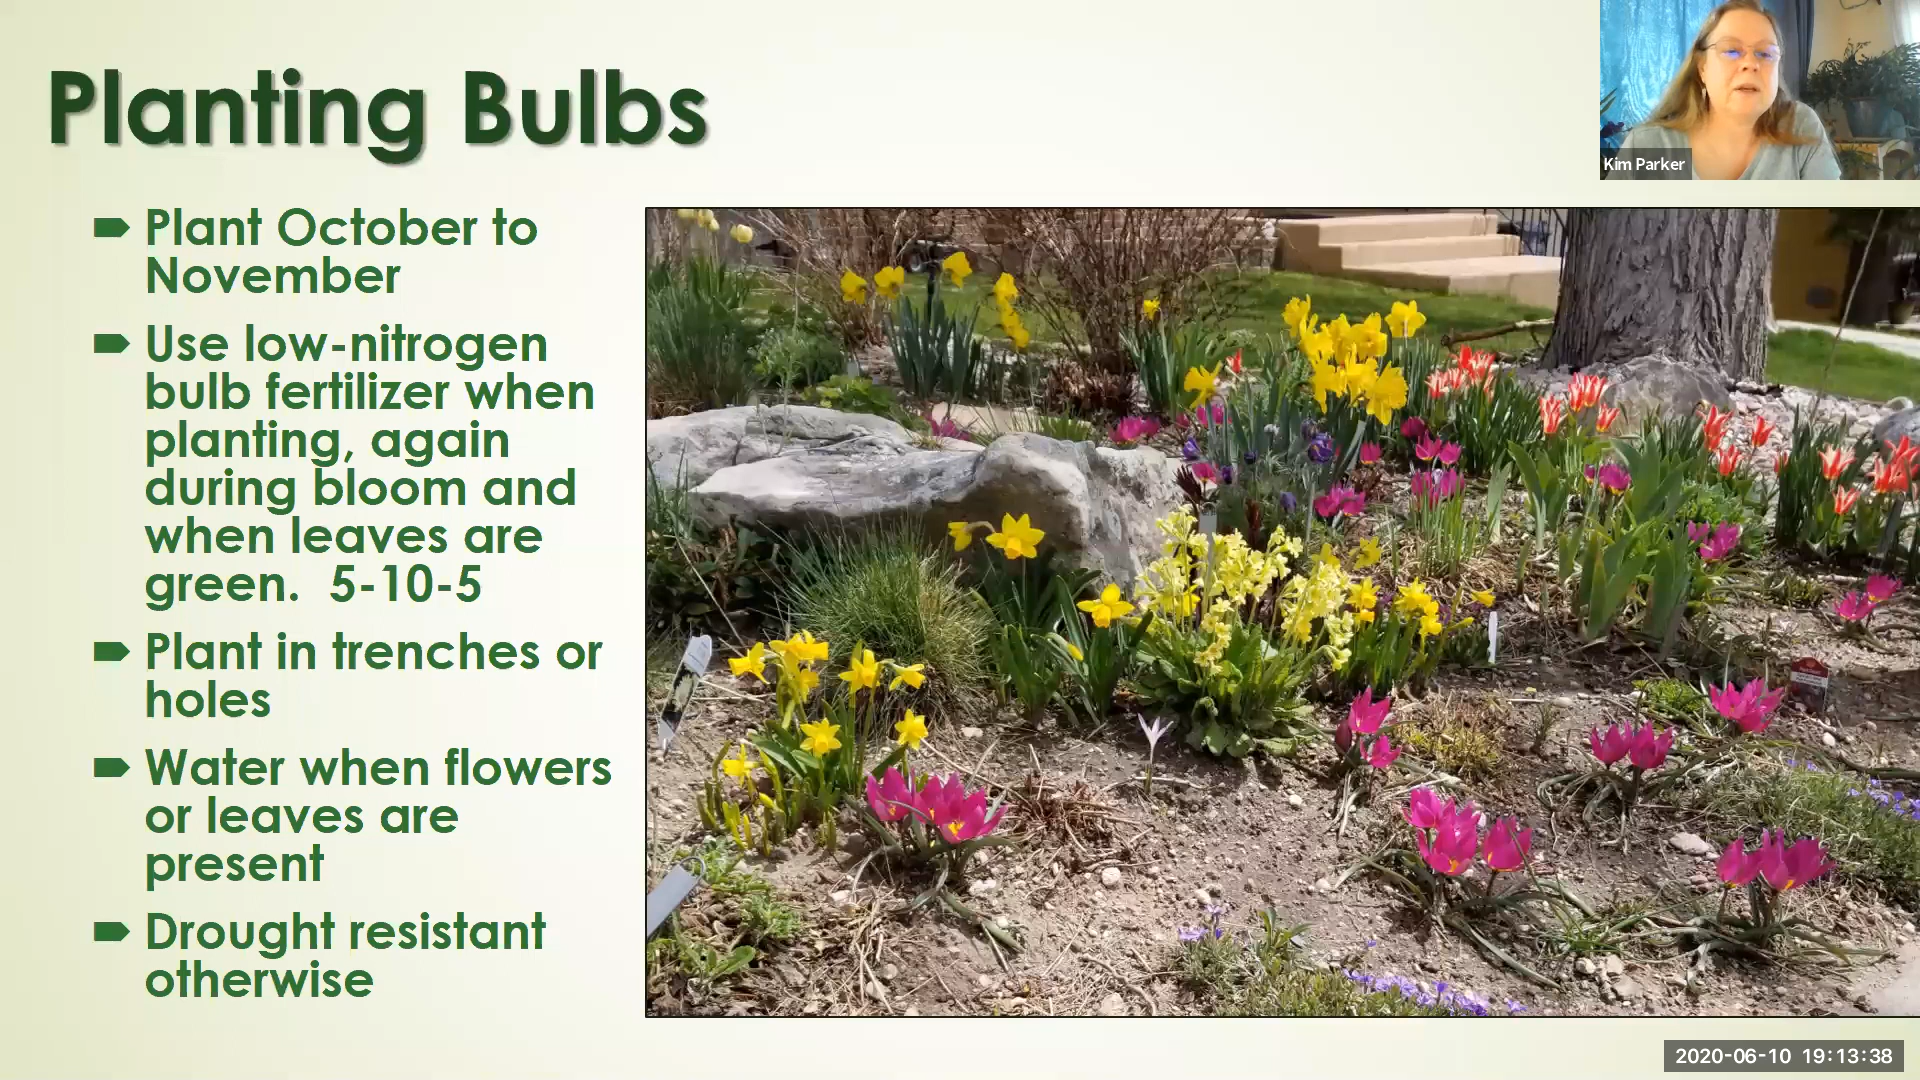 Planting Bulbs
Kim Parker
Plant October to
November
Use low-nitrogen
bulb fertilizer when
planting, again
during bloom and
when leaves are
green.  5-10-5
Plant in trenches or
holes
Water when flowers
or leaves are
present
Drought resistant
otherwise
2020-06-10 19:13:38